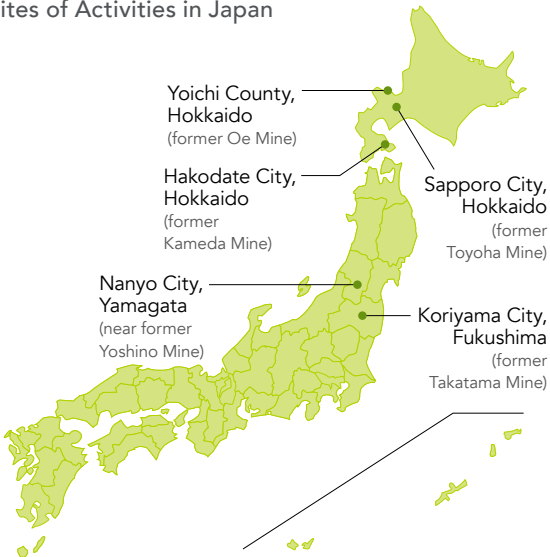 ites of Activities in Japan
Yoichi County,
Hokkaido
(former Oe Mine)
Hakodate City,
Hokkaido
(former
Kameda Mine)
Sapporo City,
Hokkaido
(former
Toyoha Mine)
Nanyo City,
Yamagata
(near former
Yoshino Mine)
Koriyama City,
Fukushima
(former
Takatama Mine)